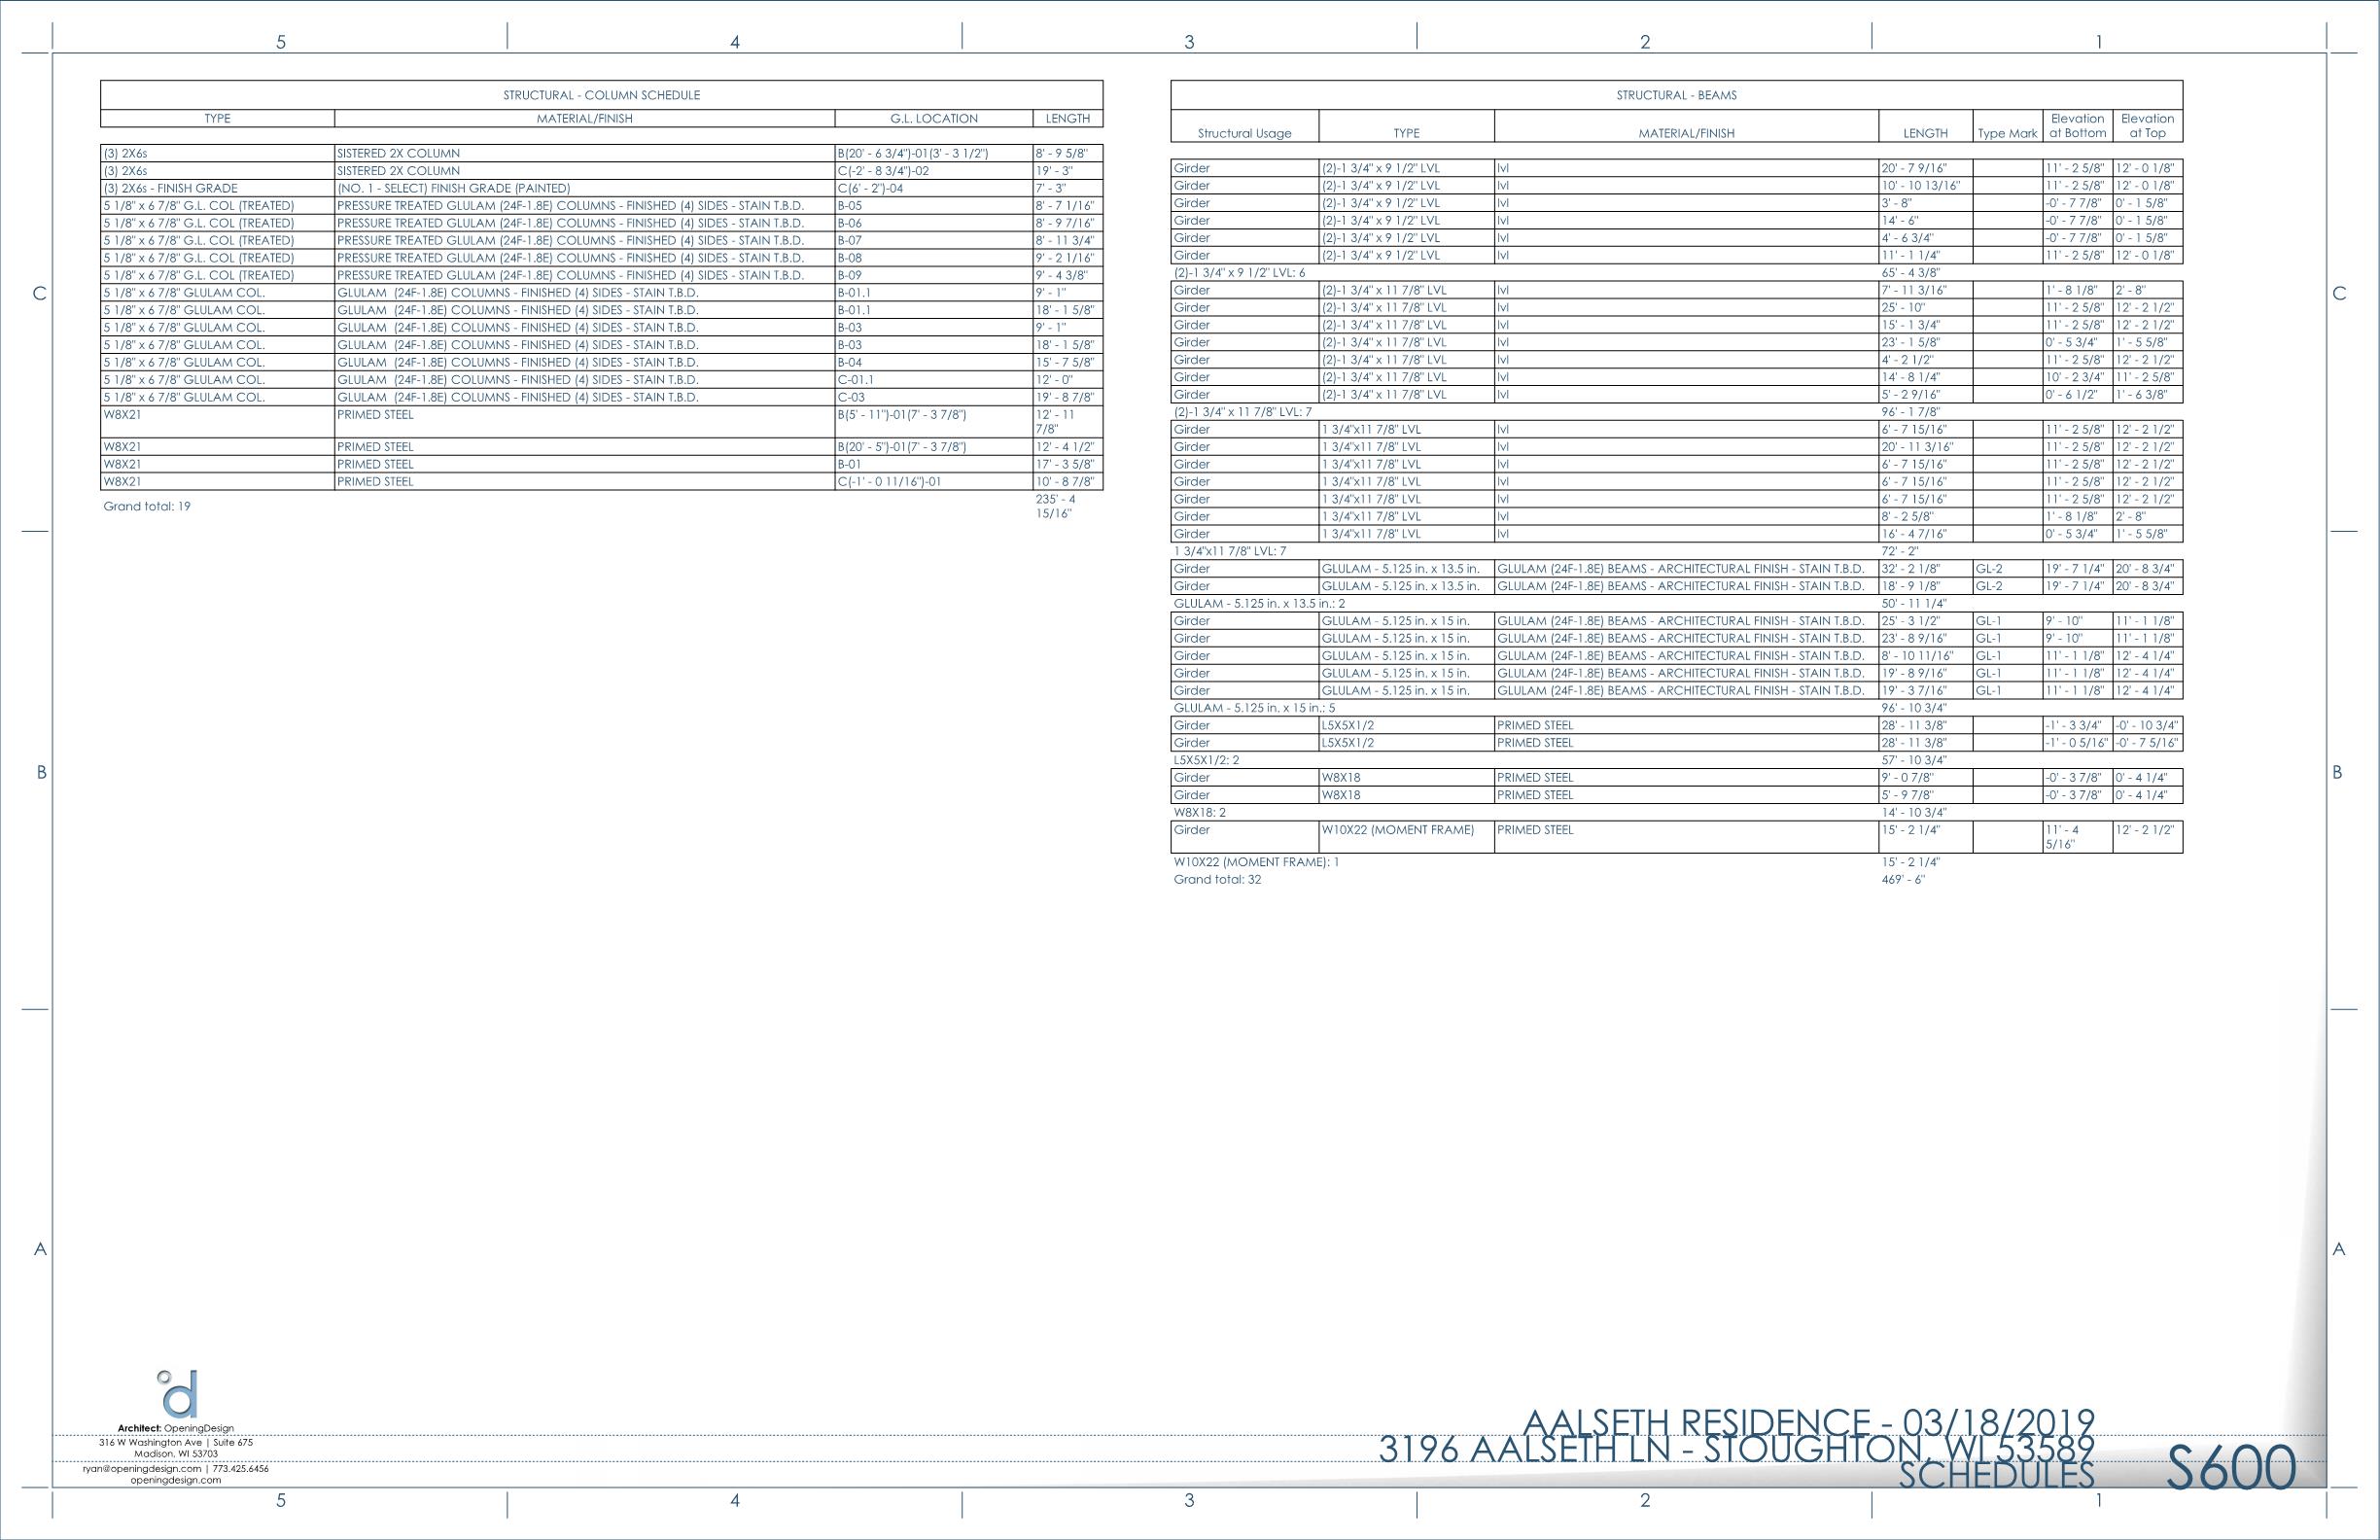 5 4 3 2 1
STRUCTURAL - COLUMN SCHEDULE
TYPE MATERIAL/FINISH G.L. LOCATION LENGTH
(3) 2X6s SISTERED 2X COLUMN B(20' - 6 3/4")-01(3' - 3 1/2") 8' - 9 5/8"
(3) 2X6s SISTERED 2X COLUMN C(-2' - 8 3/4")-02 19' - 3"
(3) 2X6s - FINISH GRADE (NO. 1 - SELECT) FINISH GRADE (PAINTED) C(6' - 2")-04 7' - 3"
5 1/8" x 6 7/8" G.L. COL (TREATED) PRESSURE TREATED GLULAM (24F-1.8E) COLUMNS - FINISHED (4) SIDES - STAIN T.B.D. B-05 8' - 7 1/16"
5 1/8" x 6 7/8" G.L. COL (TREATED) PRESSURE TREATED GLULAM (24F-1.8E) COLUMNS - FINISHED (4) SIDES - STAIN T.B.D. B-06 8' - 9 7/16"
5 1/8" x 6 7/8" G.L. COL (TREATED) PRESSURE TREATED GLULAM (24F-1.8E) COLUMNS - FINISHED (4) SIDES - STAIN T.B.D. B-07 8' - 11 3/4"
5 1/8" x 6 7/8" G.L. COL (TREATED) PRESSURE TREATED GLULAM (24F-1.8E) COLUMNS - FINISHED (4) SIDES - STAIN T.B.D. B-08 9' - 2 1/16"
5 1/8" x 6 7/8" G.L. COL (TREATED) PRESSURE TREATED GLULAM (24F-1.8E) COLUMNS - FINISHED (4) SIDES - STAIN T.B.D. B-09 9' - 4 3/8"
5 1/8" x 6 7/8" GLULAM COL. GLULAM (24F-1.8E) COLUMNS - FINISHED (4) SIDES - STAIN T.B.D. B-01.1 9' - 1"
5 1/8" x 6 7/8" GLULAM COL. GLULAM (24F-1.8E) COLUMNS - FINISHED (4) SIDES - STAIN T.B.D. B-01.1 18' - 1 5/8"
5 1/8" x 6 7/8" GLULAM COL. GLULAM (24F-1.8E) COLUMNS - FINISHED (4) SIDES - STAIN T.B.D. B-03 9' - 1"
5 1/8" x 6 7/8" GLULAM COL. GLULAM (24F-1.8E) COLUMNS - FINISHED (4) SIDES - STAIN T.B.D. B-03 18' - 1 5/8"
5 1/8" x 6 7/8" GLULAM COL. GLULAM (24F-1.8E) COLUMNS - FINISHED (4) SIDES - STAIN T.B.D. B-04 15' - 7 5/8"
5 1/8" x 6 7/8" GLULAM COL. GLULAM (24F-1.8E) COLUMNS - FINISHED (4) SIDES - STAIN T.B.D. C-01.1 12' - 0"
5 1/8" x 6 7/8" GLULAM COL. GLULAM (24F-1.8E) COLUMNS - FINISHED (4) SIDES - STAIN T.B.D. C-03 19' - 8 7/8"
W8X21 PRIMED STEEL B(5' - 11")-01(7' - 3 7/8") 12' - 11
7/8"
W8X21 PRIMED STEEL B(20' - 5")-01(7' - 3 7/8") 12' - 4 1/2"
W8X21 PRIMED STEEL B-01 17' - 3 5/8"
W8X21 PRIMED STEEL C(-1' - 0 11/16")-01 10' - 8 7/8"
Grand total: 19 235' - 4
15/16"
STRUCTURAL - BEAMS
Structural Usage TYPE MATERIAL/FINISH LENGTH Type Mark Elevation at Bottom Elevation at Top
Girder (2)-1 3/4" x 9 1/2" LVL lvl 20' - 7 9/16" 11' - 2 5/8" 12' - 0 1/8"
Girder (2)-1 3/4" x 9 1/2" LVL lvl 10' - 10 13/16" 11' - 2 5/8" 12' - 0 1/8"
Girder (2)-1 3/4" x 9 1/2" LVL lvl 3' - 8" -0' - 7 7/8" 0' - 1 5/8"
Girder (2)-1 3/4" x 9 1/2" LVL lvl 14' - 6" -0' - 7 7/8" 0' - 1 5/8"
Girder (2)-1 3/4" x 9 1/2" LVL lvl 4' - 6 3/4" -0' - 7 7/8" 0' - 1 5/8"
Girder (2)-1 3/4" x 9 1/2" LVL lvl 11' - 1 1/4" 11' - 2 5/8" 12' - 0 1/8"
(2)-1 3/4" x 9 1/2" LVL: 6 65' - 4 3/8"
Girder (2)-1 3/4" x 11 7/8" LVL lvl 7' - 11 3/16" 1' - 8 1/8" 2' - 8"
Girder (2)-1 3/4" x 11 7/8" LVL lvl 25' - 10" 11' - 2 5/8" 12' - 2 1/2"
Girder (2)-1 3/4" x 11 7/8" LVL lvl 15' - 1 3/4" 11' - 2 5/8" 12' - 2 1/2"
Girder (2)-1 3/4" x 11 7/8" LVL lvl 23' - 1 5/8" 0' - 5 3/4" 1' - 5 5/8"
Girder (2)-1 3/4" x 11 7/8" LVL lvl 4' - 2 1/2" 11' - 2 5/8" 12' - 2 1/2"
Girder (2)-1 3/4" x 11 7/8" LVL lvl 14' - 8 1/4" 10' - 2 3/4" 11' - 2 5/8"
Girder (2)-1 3/4" x 11 7/8" LVL lvl 5' - 2 9/16" 0' - 6 1/2" 1' - 6 3/8"
(2)-1 3/4" x 11 7/8" LVL: 7 96' - 1 7/8"
Girder 1 3/4"x11 7/8" LVL lvl 6' - 7 15/16" 11' - 2 5/8" 12' - 2 1/2"
Girder 1 3/4"x11 7/8" LVL lvl 20' - 11 3/16" 11' - 2 5/8" 12' - 2 1/2"
Girder 1 3/4"x11 7/8" LVL lvl 6' - 7 15/16" 11' - 2 5/8" 12' - 2 1/2"
Girder 1 3/4"x11 7/8" LVL lvl 6' - 7 15/16" 11' - 2 5/8" 12' - 2 1/2"
Girder 1 3/4"x11 7/8" LVL lvl 6' - 7 15/16" 11' - 2 5/8" 12' - 2 1/2"
Girder 1 3/4"x11 7/8" LVL lvl 8' - 2 5/8" 1' - 8 1/8" 2' - 8"
Girder 1 3/4"x11 7/8" LVL lvl 16' - 4 7/16" 0' - 5 3/4" 1' - 5 5/8"
1 3/4"x11 7/8" LVL: 7 72' - 2"
Girder GLULAM - 5.125 in. x 13.5 in. GLULAM (24F-1.8E) BEAMS - ARCHITECTURAL FINISH - STAIN T.B.D. 32' - 2 1/8" GL-2 19' - 7 1/4" 20' - 8 3/4"
Girder GLULAM - 5.125 in. x 13.5 in. GLULAM (24F-1.8E) BEAMS - ARCHITECTURAL FINISH - STAIN T.B.D. 18' - 9 1/8" GL-2 19' - 7 1/4" 20' - 8 3/4"
GLULAM - 5.125 in. x 13.5 in.: 2 50' - 11 1/4"
Girder GLULAM - 5.125 in. x 15 in. GLULAM (24F-1.8E) BEAMS - ARCHITECTURAL FINISH - STAIN T.B.D. 25' - 3 1/2" GL-1 9' - 10" 11' - 1 1/8"
Girder GLULAM - 5.125 in. x 15 in. GLULAM (24F-1.8E) BEAMS - ARCHITECTURAL FINISH - STAIN T.B.D. 23' - 8 9/16" GL-1 9' - 10" 11' - 1 1/8"
Girder GLULAM - 5.125 in. x 15 in. GLULAM (24F-1.8E) BEAMS - ARCHITECTURAL FINISH - STAIN T.B.D. 8' - 10 11/16" GL-1 11' - 1 1/8" 12' - 4 1/4"
Girder GLULAM - 5.125 in. x 15 in. GLULAM (24F-1.8E) BEAMS - ARCHITECTURAL FINISH - STAIN T.B.D. 19' - 8 9/16" GL-1 11' - 1 1/8" 12' - 4 1/4"
Girder GLULAM - 5.125 in. x 15 in. GLULAM (24F-1.8E) BEAMS - ARCHITECTURAL FINISH - STAIN T.B.D. 19' - 3 7/16" GL-1 11' - 1 1/8" 12' - 4 1/4"
GLULAM - 5.125 in. x 15 in.: 5 96' - 10 3/4"
Girder L5X5X1/2 PRIMED STEEL 28' - 11 3/8" -1' - 3 3/4" -0' - 10 3/4"
Girder L5X5X1/2 PRIMED STEEL 28' - 11 3/8" -1' - 0 5/16" -0' - 7 5/16"
L5X5X1/2: 2 57' - 10 3/4"
Girder W8X18 PRIMED STEEL 9' - 0 7/8" -0' - 3 7/8" 0' - 4 1/4"
Girder W8X18 PRIMED STEEL 5' - 9 7/8" -0' - 3 7/8" 0' - 4 1/4"
W8X18: 2 14' - 10 3/4"
Girder W10X22 (MOMENT FRAME) PRIMED STEEL 15' - 2 1/4" 11' - 4 12' - 2 1/2"
5/16"
W10X22 (MOMENT FRAME): 1 15' - 2 1/4"
Grand total: 32 469' - 6"
C C
B B
A A
d
Architect: OpeningDesign
316 W Washington Ave | Suite 675
Madison, WI 53703
ryan@openingdesign.com | 773.425.6456
openingdesign.com
AALSETH RESIDENCE - 03/18/2019
3196 AALSETH LN - STOUGHTON, WI 53589
SCHEDULES
S600
5 4 3 2 1